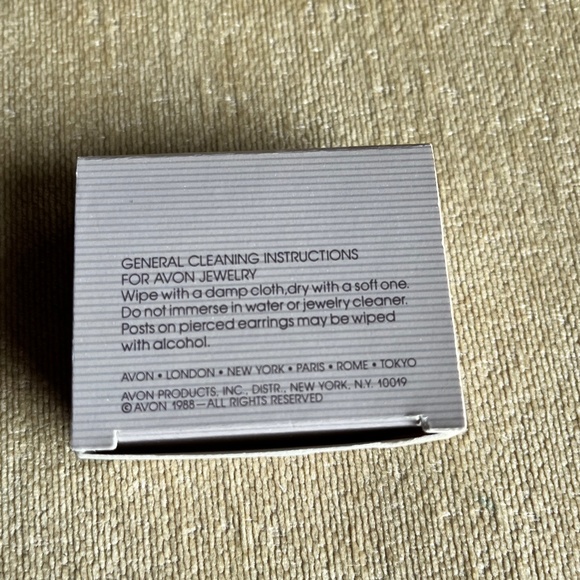 GENERAL CLEANING INSTRUCTIONS
FOR AVON JEWELRY
Wipe with a damp cloth,dry with a soft one.
Do not immerse in water or jewelry cleaner.
Posts on pierced earrings may be wiped
with alcohol.
AVON • LONDON • NEW YORK • PARIS • ROME • TOKYO
AVON PRODUCTS, INC., DISTR., NEW YORK, N.Y. 10019
© AVON 1988—ALL RIGHTS RESERVED